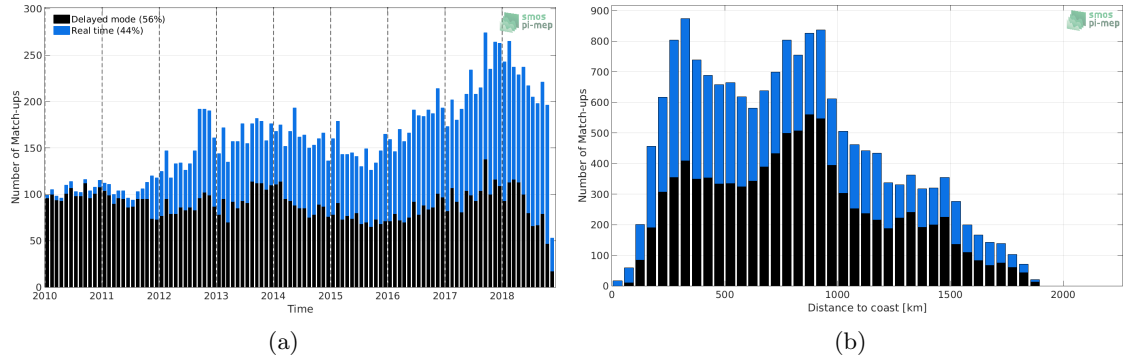 300
250
200
150
100
50
0
Number of Match-ups
Delayed mode (56%)
Real time (44%)
smos
pi-mep
2010 2011 2012 2013 2014 2015 2016 2017 2018
Time
(a)
900
800
700
600
500
400
300
200
100
0
Number of Match-ups
smos
pi-mep
0 500 1000 1500 2000
Distance to coast [km]
(b)